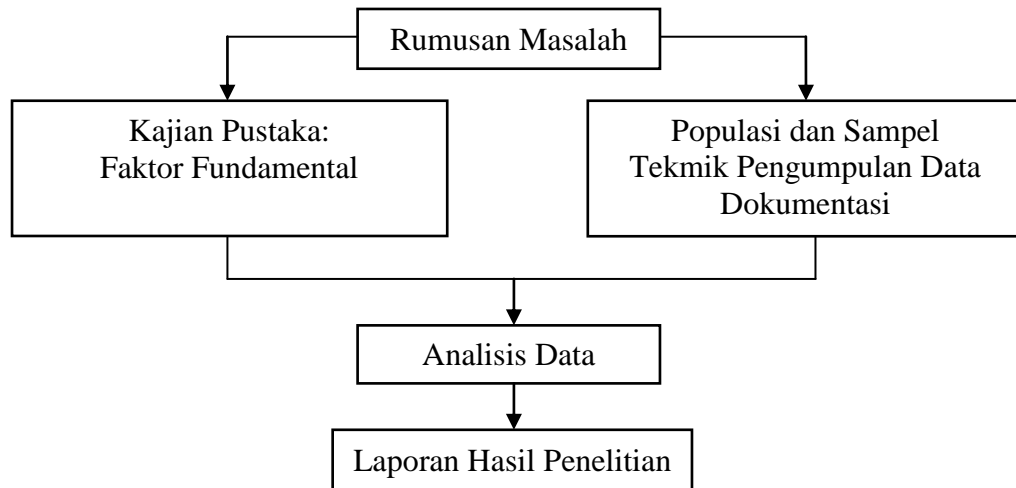 Rumusan Masalah
Kajian Pustaka:
Faktor Fundamental
Populasi dan Sampel
Tekmik Pengumpulan Data
Dokumentasi
Analisis Data
Laporan Hasil Penelitian